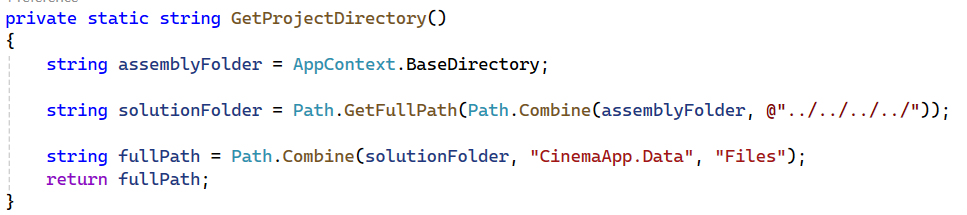 private static string GetProjectDirectory()
{
    string assemblyFolder = AppContext.BaseDirectory;
    string solutionFolder = Path.GetFullPath(Path.Combine(assemblyFolder, @"../../../../"));
    string fullPath = Path.Combine(solutionFolder, "CinemaApp.Data", "Files");
    return fullPath;
}